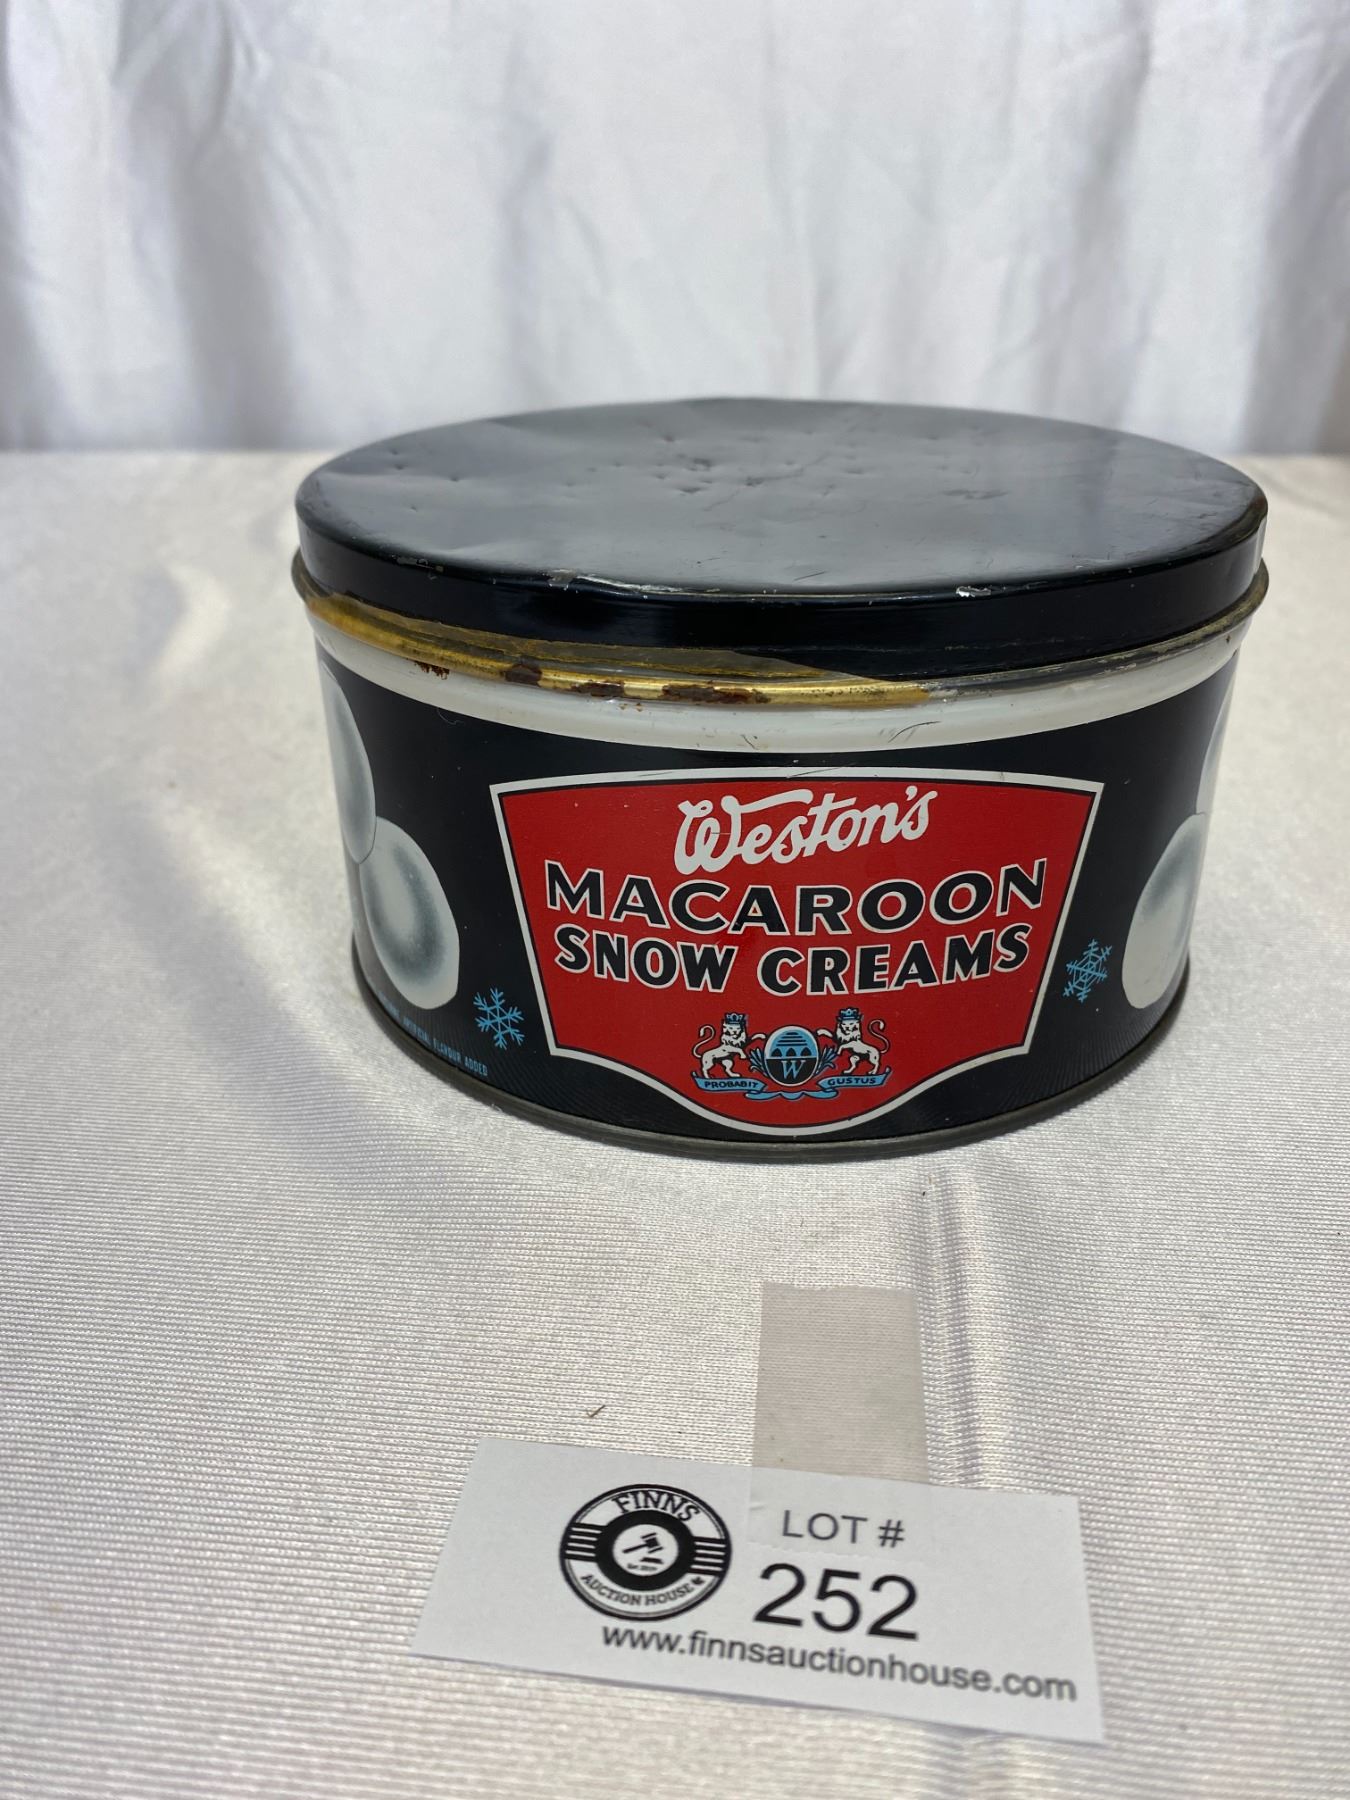 Weston's
MACAROON
SNOW CREAMS
W
PROBABIT GUSTUS
ARTIFICIAL FLAVOUR ADDED
FINNS
AUCTION HOUSE
LOT #
252
www.finnsauctionhouse.com